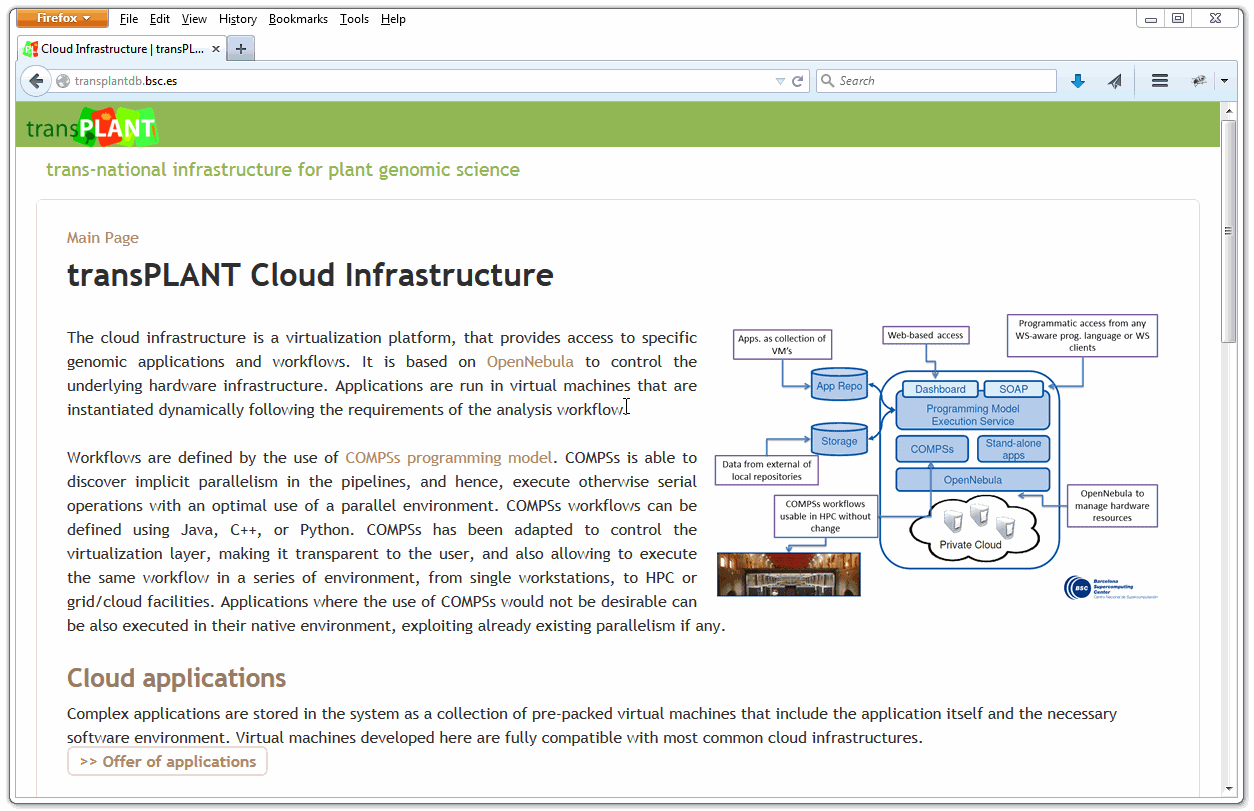 Firefox
File Edit View History Bookmarks Tools Help
Cloud Infrastructure | transPL...
transplantdb.bsc.es
Search
transPLANT
trans-national infrastructure for plant genomic science
Main Page
transPLANT Cloud Infrastructure
The cloud infrastructure is a virtualization platform, that provides access to specific
genomic applications and workflows. It is based on OpenNebula to control the
underlying hardware infrastructure. Applications are run in virtual machines that are
instantiated dynamically following the requirements of the analysis workflow.
Workflows are defined by the use of COMPSs programming model. COMPSs is able to
discover implicit parallelism in the pipelines, and hence, execute otherwise serial
operations with an optimal use of a parallel environment. COMPSs workflows can be
defined using Java, C++, or Python. COMPSs has been adapted to control the
virtualization layer, making it transparent to the user, and also allowing to execute
the same workflow in a series of environment, from single workstations, to HPC or
grid/cloud facilities. Applications where the use of COMPSs would not be desirable can
be also executed in their native environment, exploiting already existing parallelism if any.
Apps. as collection of
VM's
Web-based access
Programmatic access from any
WS-aware prog. language or WS
clients
App Repo
Dashboard
SOAP
Programming Model
Execution Service
Storage
COMPSs
Stand-alone
apps
Data from external of
local repositories
OpenNebula
COMPSs workflows
usable in HPC without
change
OpenNebula to
manage hardware
resources
Private Cloud
BSC
Barcelona
Supercomputing
Center
Centro Nacional de Supercomputación
Cloud applications
Complex applications are stored in the system as a collection of pre-packed virtual machines that include the application itself and the necessary
software environment. Virtual machines developed here are fully compatible with most common cloud infrastructures.
>> Offer of applications